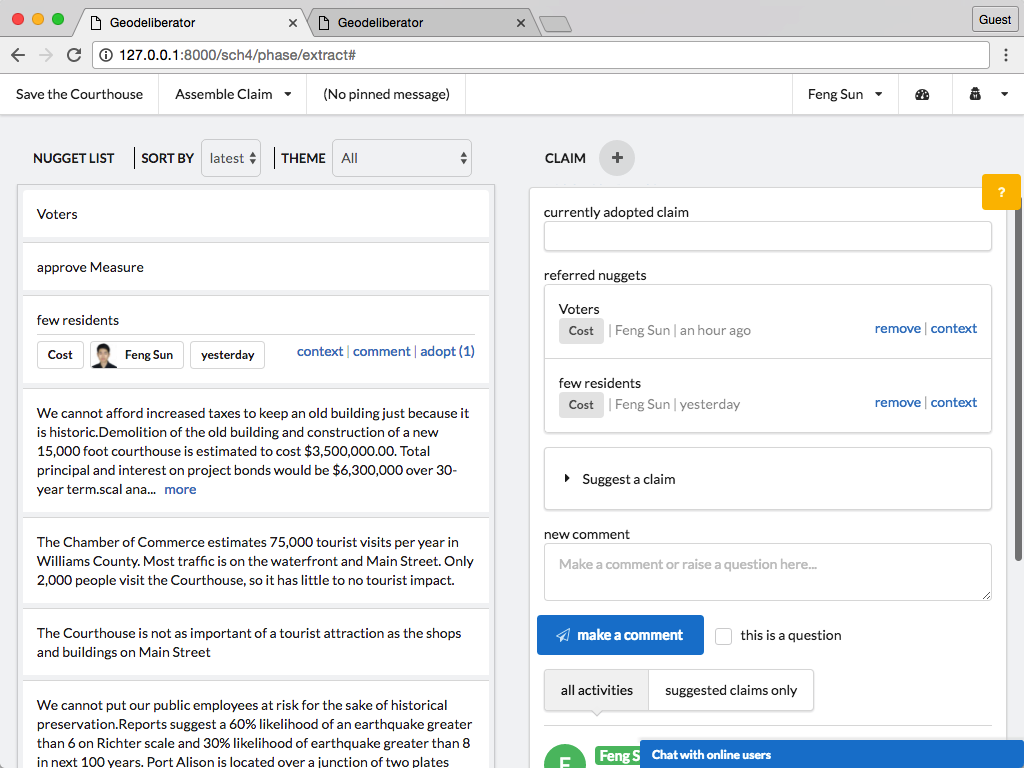 Geodeliberator
Geodeliberator
Guest
127.0.0.1:8000/sch4/phase/extract#
Save the Courthouse
Assemble Claim
(No pinned message)
Feng Sun
NUGGET LIST
SORT BY
latest
THEME
All
CLAIM
+
?
Voters
approve Measure
few residents
Cost
Feng Sun
yesterday
context | comment | adopt (1)
We cannot afford increased taxes to keep an old building just because it
is historic.Demolition of the old building and construction of a new
15,000 foot courthouse is estimated to cost $3,500,000.00. Total
principal and interest on project bonds would be $6,300,000 over 30-
year term.scal ana... more
The Chamber of Commerce estimates 75,000 tourist visits per year in
Williams County. Most traffic is on the waterfront and Main Street. Only
2,000 people visit the Courthouse, so it has little to no tourist impact.
The Courthouse is not as important of a tourist attraction as the shops
and buildings on Main Street
We cannot put our public employees at risk for the sake of historical
preservation.Reports suggest a 60% likelihood of an earthquake greater
than 6 on Richter scale and 30% likelihood of earthquake greater than 8
in next 100 years. Port Alison is located over a junction of two plates
currently adopted claim
referred nuggets
Voters
Cost | Feng Sun | an hour ago
remove | context
few residents
Cost | Feng Sun | yesterday
remove | context
Suggest a claim
new comment
Make a comment or raise a question here...
make a comment
this is a question
all activities
suggested claims only
F
Feng S
Chat with online users